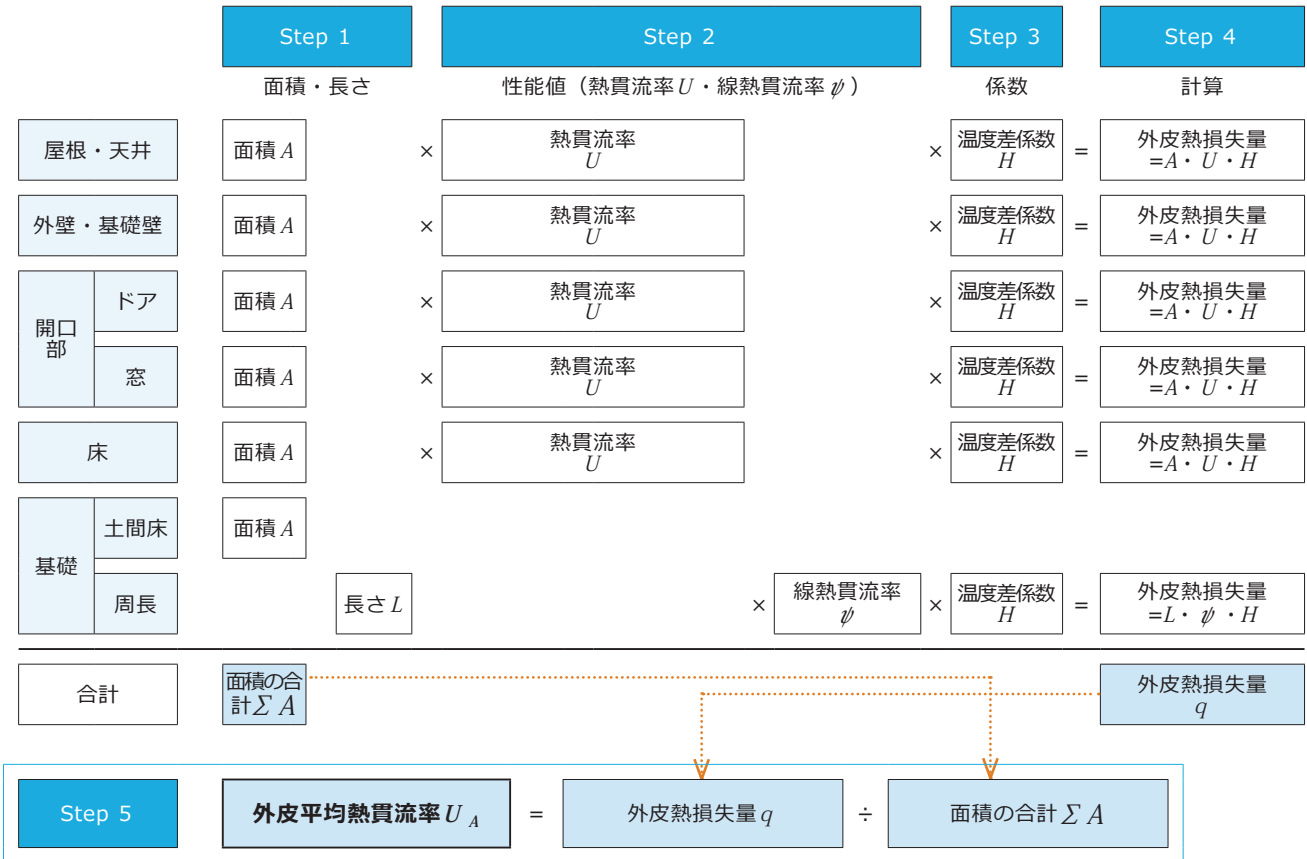 Step 1 Step 2 Step 3 Step 4
面積・長さ 性能値（熱貫流率U・線熱貫流率ψ） 係数 計算
屋根・天井 面積A × 熱貫流率 × 温度差係数 = 外皮熱損失量
U H =A・U・H
外壁・基礎壁 面積A × 熱貫流率 × 温度差係数 = 外皮熱損失量
U H =A・U・H
開口
部
ドア 面積A × 熱貫流率 × 温度差係数 = 外皮熱損失量
U H =A・U・H
窓 面積A × 熱貫流率 × 温度差係数 = 外皮熱損失量
U H =A・U・H
床 面積A × 熱貫流率 × 温度差係数 = 外皮熱損失量
U H =A・U・H
基礎
土間床 面積A
周長 長さL × 線熱貫流率 × 温度差係数 = 外皮熱損失量
ψ H =L・ψ・H
合計 面積の合 外皮熱損失量
計ΣA q
Step 5 外皮平均熱貫流率UA = 外皮熱損失量q ÷ 面積の合計ΣA